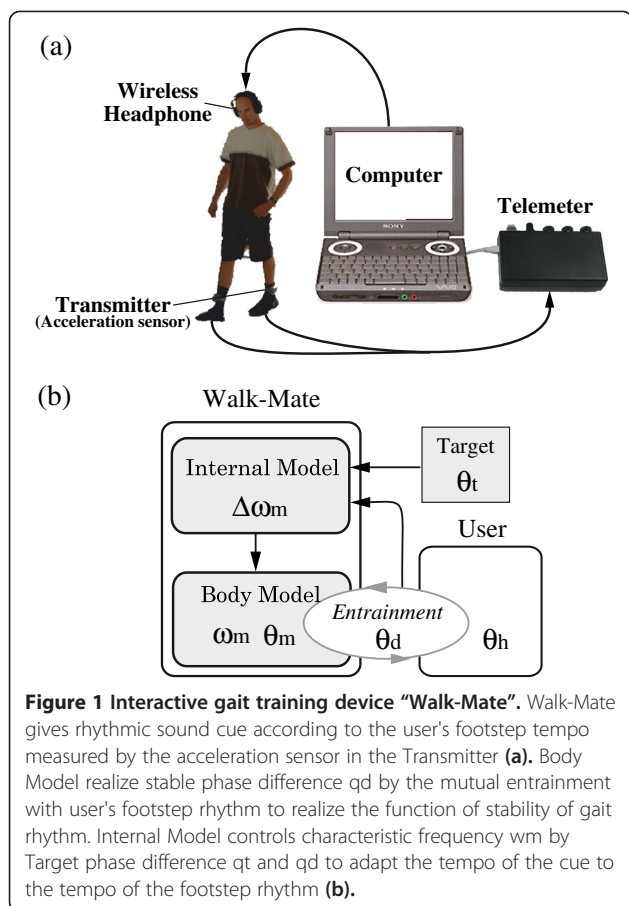 (a)
Wireless
Headphone
Computer
Telemeter
SONY
VAIO
Transmitter
(Acceleration sensor)
(b)
Walk-Mate
Internal Model
Δωm
Target
θt
User
Body Model
ωm θm
Entrainment
θd
θh
Figure 1 Interactive gait training device “Walk-Mate”. Walk-Mate
gives rhythmic sound cue according to the user's footstep tempo
measured by the acceleration sensor in the Transmitter (a). Body
Model realize stable phase difference qd by the mutual entrainment
with user's footstep rhythm to realize the function of stability of gait
rhythm. Internal Model controls characteristic frequency wm by
Target phase difference qt and qd to adapt the tempo of the cue to
the tempo of the footstep rhythm (b).